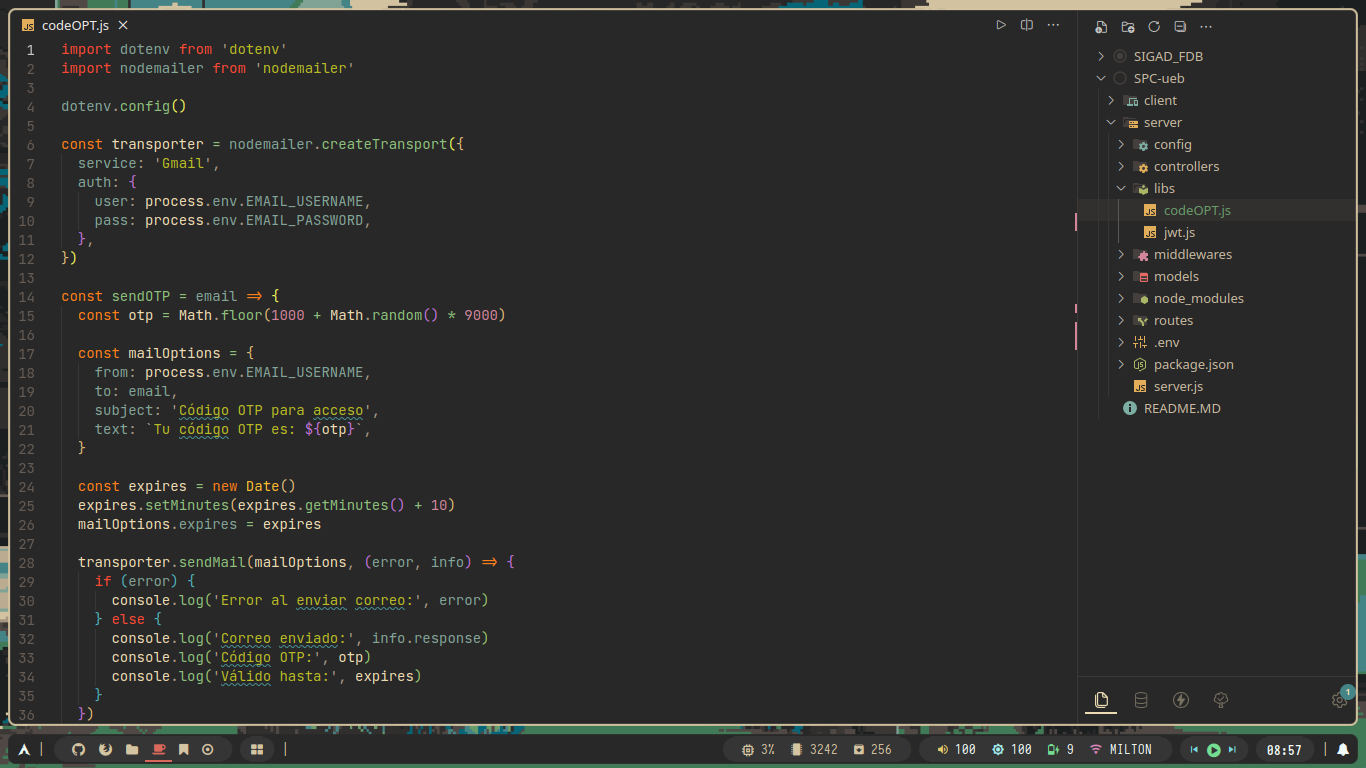 JS codeOPT.js
1 import dotenv from 'dotenv'
2 import nodemailer from 'nodemailer'
3
4 dotenv.config()
5
6 const transporter = nodemailer.createTransport({
7 service: 'Gmail',
8 auth: {
9 user: process.env.EMAIL_USERNAME,
10 pass: process.env.EMAIL_PASSWORD,
11 },
12 })
13
14 const sendOTP = email => {
15 const otp = Math.floor(1000 + Math.random() * 9000)
16
17 const mailOptions = {
18 from: process.env.EMAIL_USERNAME,
19 to: email,
20 subject: 'Código OTP para acceso',
21 text: `Tu código OTP es: ${otp}`,
22 }
23
24 const expires = new Date()
25 expires.setMinutes(expires.getMinutes() + 10)
26 mailOptions.expires = expires
27
28 transporter.sendMail(mailOptions, (error, info) => {
29 if (error) {
30 console.log('Error al enviar correo:', error)
31 } else {
32 console.log('Correo enviado:', info.response)
33 console.log('Código OTP:', otp)
34 console.log('Válido hasta:', expires)
35 }
36 })
SIGAD_FDB
SPC-ueb
client
server
config
controllers
libs
JS codeOPT.js
JS jwt.js
middlewares
models
node_modules
routes
.env
package.json
JS server.js
README.MD
1
3% 3242 256 100 100 9 MILTON 08:57